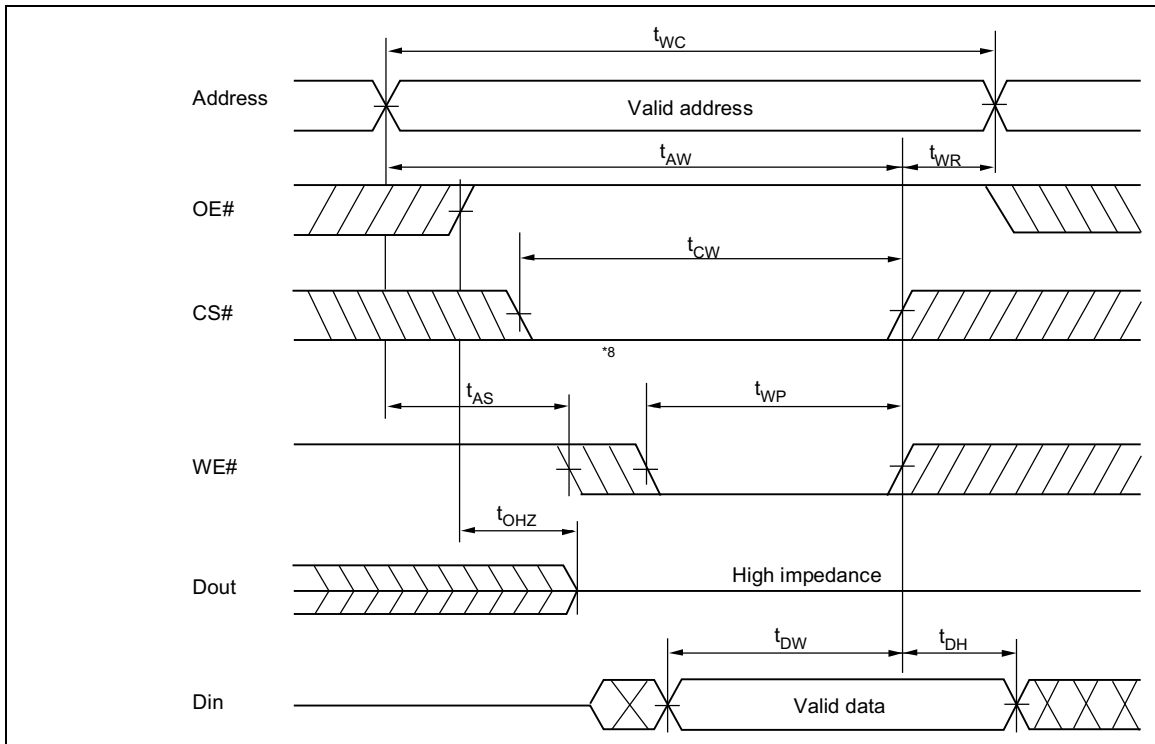 tWC
Address
Valid address
tAW
tWR
OE#
tCW
CS#
*8
tAS
tWP
WE#
tOHZ
Dout
High impedance
tDW
tDH
Din
Valid data